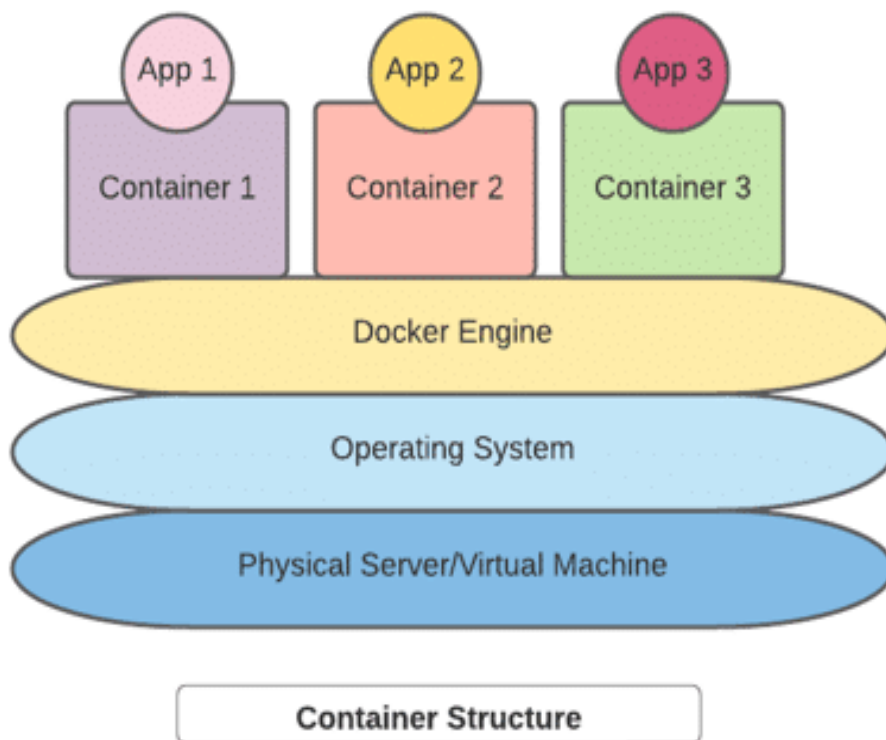 App 1
App 2
App 3
Container 1
Container 2
Container 3
Docker Engine
Operating System
Physical Server/Virtual Machine
Container Structure